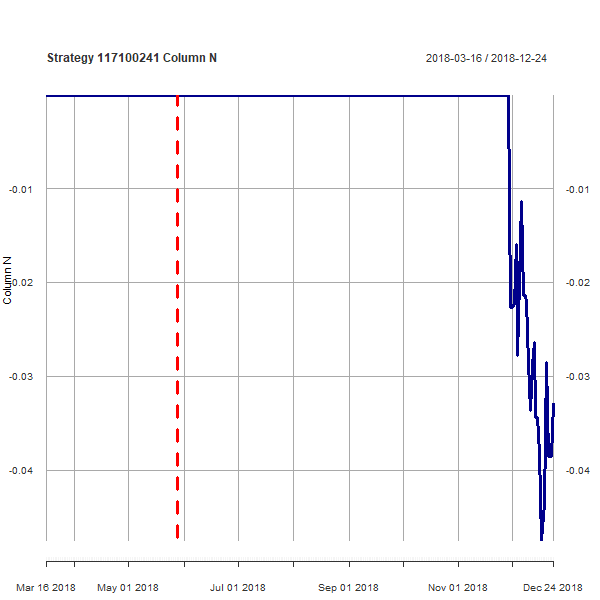 Strategy 117100241 Column N
2018-03-16 / 2018-12-24
-0.01
-0.01
Column N
-0.02
-0.02
-0.03
-0.03
-0.04
-0.04
Mar 16 2018
May 01 2018
Jul 01 2018
Sep 01 2018
Nov 01 2018
Dec 24 2018